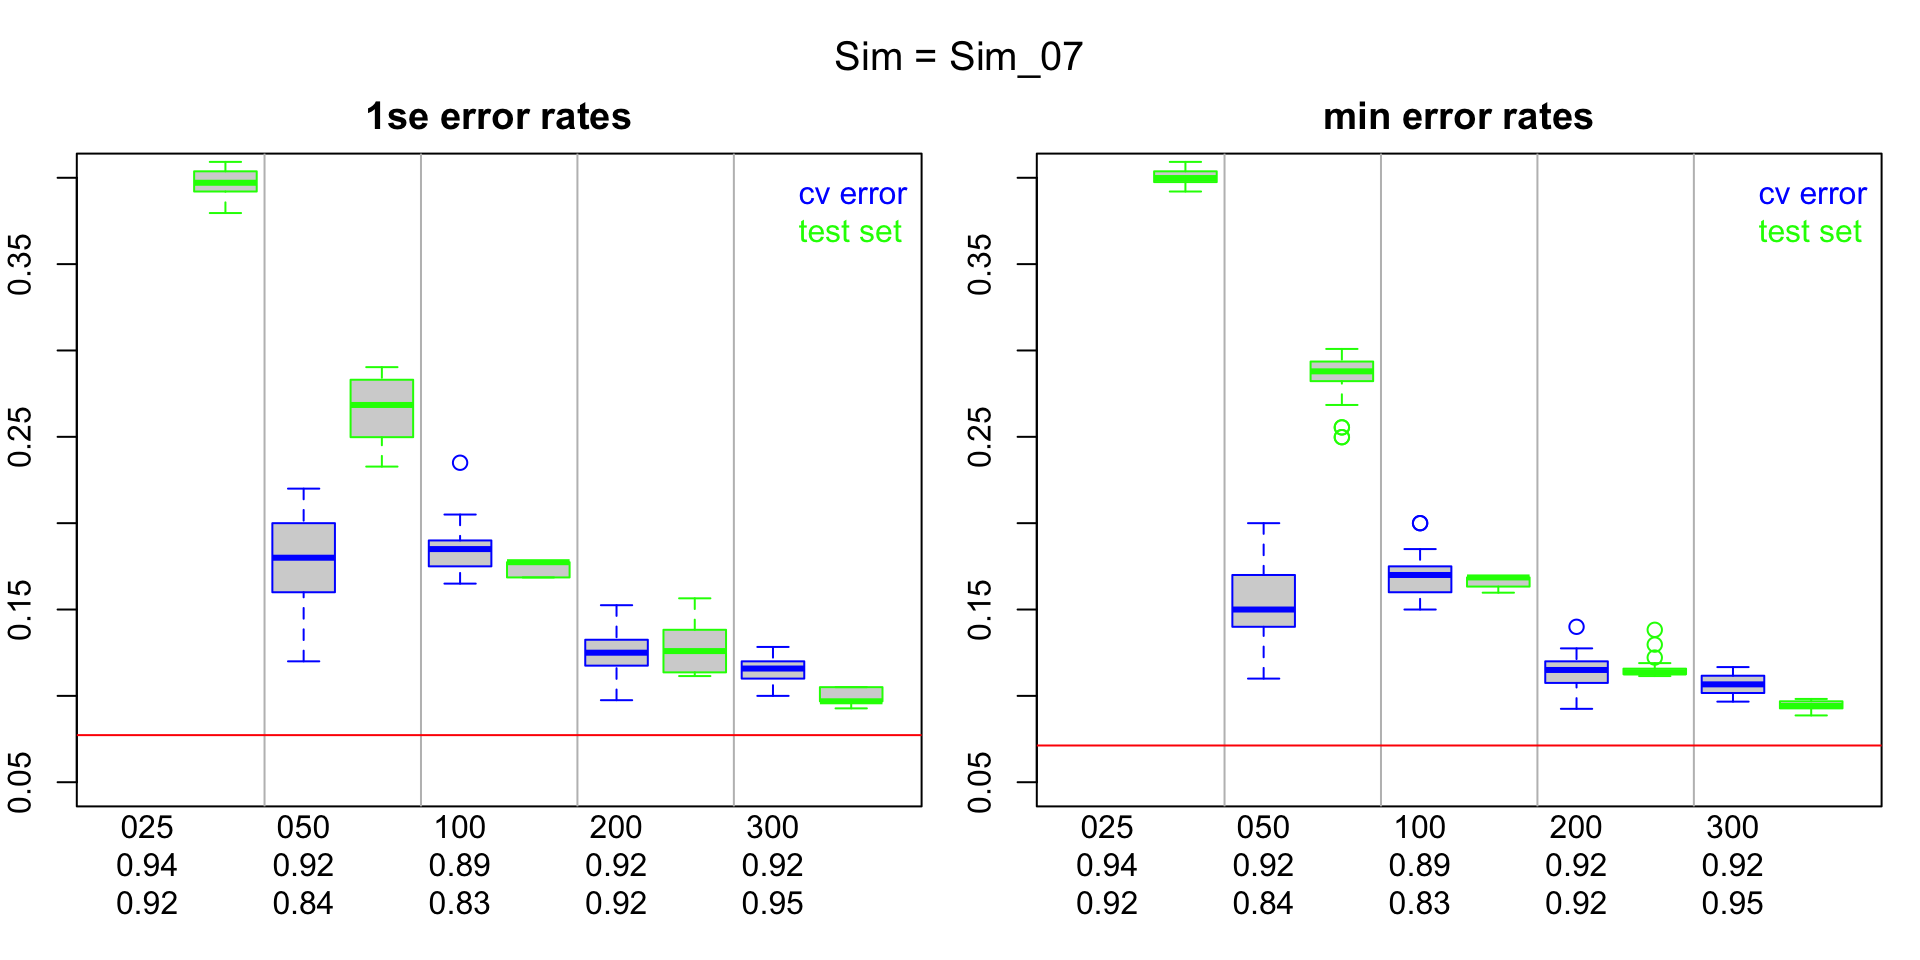 Sim = Sim_07
1se error rates
cv error
test set
0.35
0.25
0.15
0.05
025 050 100 200 300
0.94 0.92 0.89 0.92 0.92
0.92 0.84 0.83 0.92 0.95
min error rates
cv error
test set
0.35
0.25
0.15
0.05
025 050 100 200 300
0.94 0.92 0.89 0.92 0.92
0.92 0.84 0.83 0.92 0.95